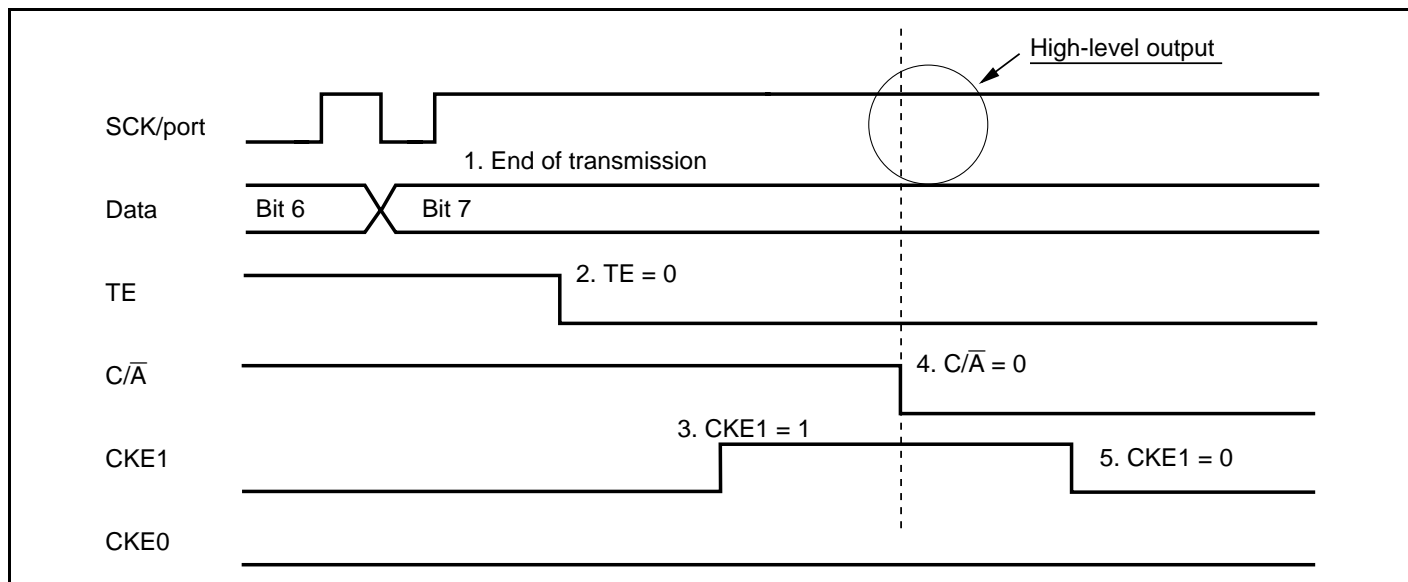 High-level output
SCK/port
1. End of transmission
Data
Bit 6
Bit 7
TE
2. TE = 0
C/A̅
4. C/A̅ = 0
3. CKE1 = 1
CKE1
5. CKE1 = 0
CKE0